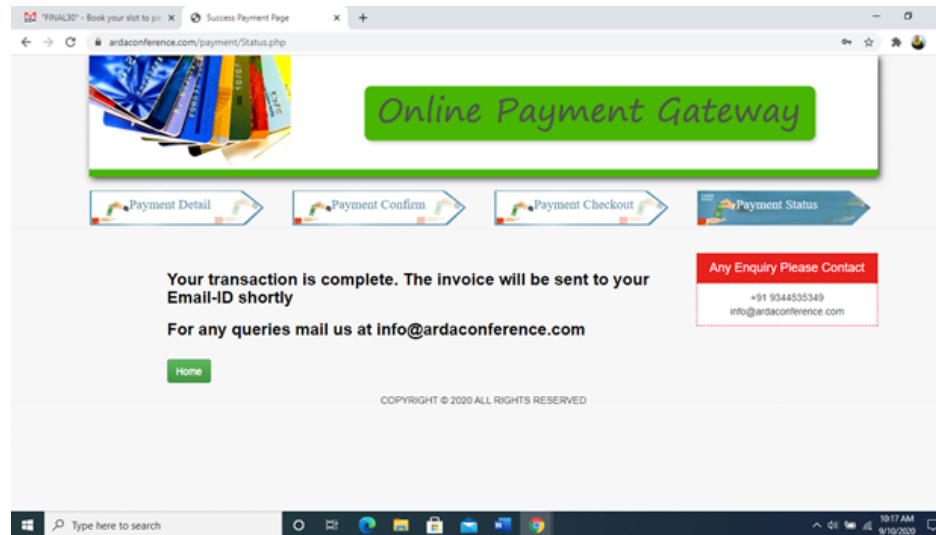 "FINAL30" - Book your slot to pa
Success Payment Page
ardaconference.com/payment/Status.php
Online Payment Gateway
Payment Detail
Payment Confirm
Payment Checkout
Payment Status
Your transaction is complete. The invoice will be sent to your
Email-ID shortly
For any queries mail us at info@ardaconference.com
Any Enquiry Please Contact
+91 9344535349
info@ardaconference.com
Home
COPYRIGHT © 2020 ALL RIGHTS RESERVED
Type here to search
10:17 AM
9/10/2020